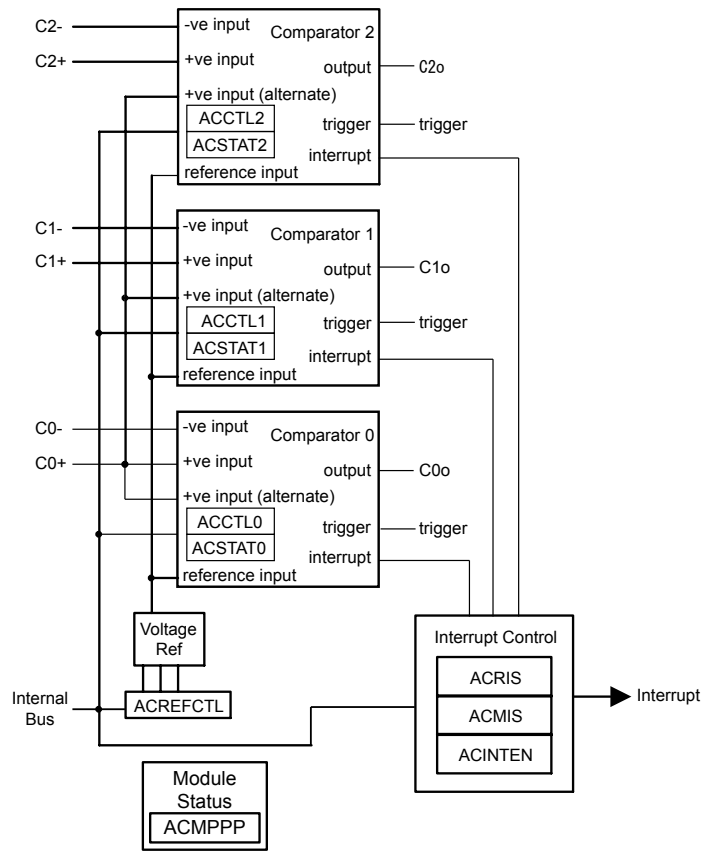 C2-
-ve input
Comparator 2
C2+
+ve input
output
C2o
+ve input (alternate)
ACCTL2
trigger
trigger
ACSTAT2
interrupt
reference input
C1-
-ve input
Comparator 1
C1+
+ve input
output
C1o
+ve input (alternate)
ACCTL1
trigger
trigger
ACSTAT1
interrupt
reference input
C0-
-ve input
Comparator 0
C0+
+ve input
output
C0o
+ve input (alternate)
ACCTL0
trigger
trigger
ACSTAT0
interrupt
reference input
Voltage
Ref
Interrupt Control
ACRIS
Internal
Bus
ACREFCTL
ACMIS
Interrupt
ACINTEN
Module
Status
ACMPPP